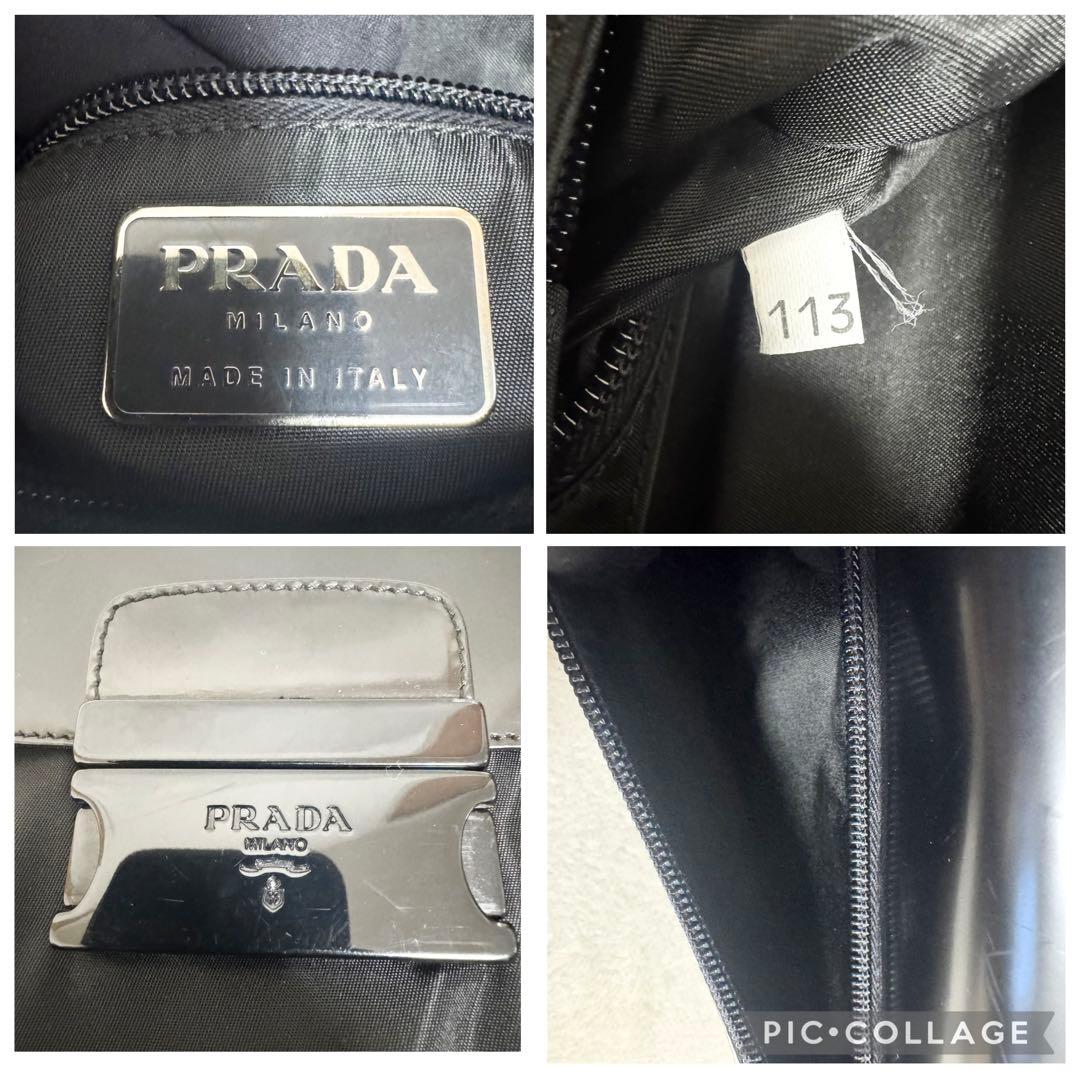 PRADA
MILANO
MADE IN ITALY
113
PRADA
MILANO
PIC•COLLAGE